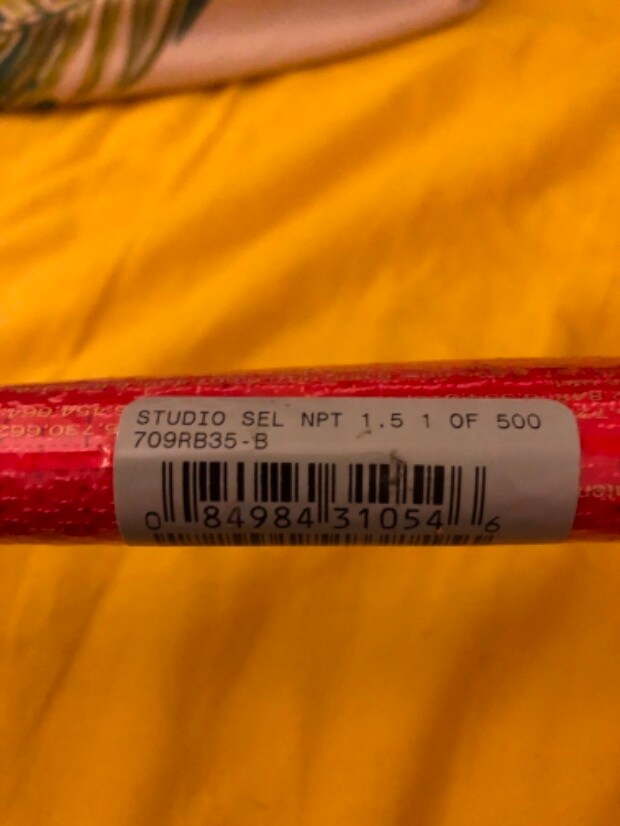 STUDIO SEL NPT 1.5 1 OF 500
709RB35-B
0 84984 31054 6